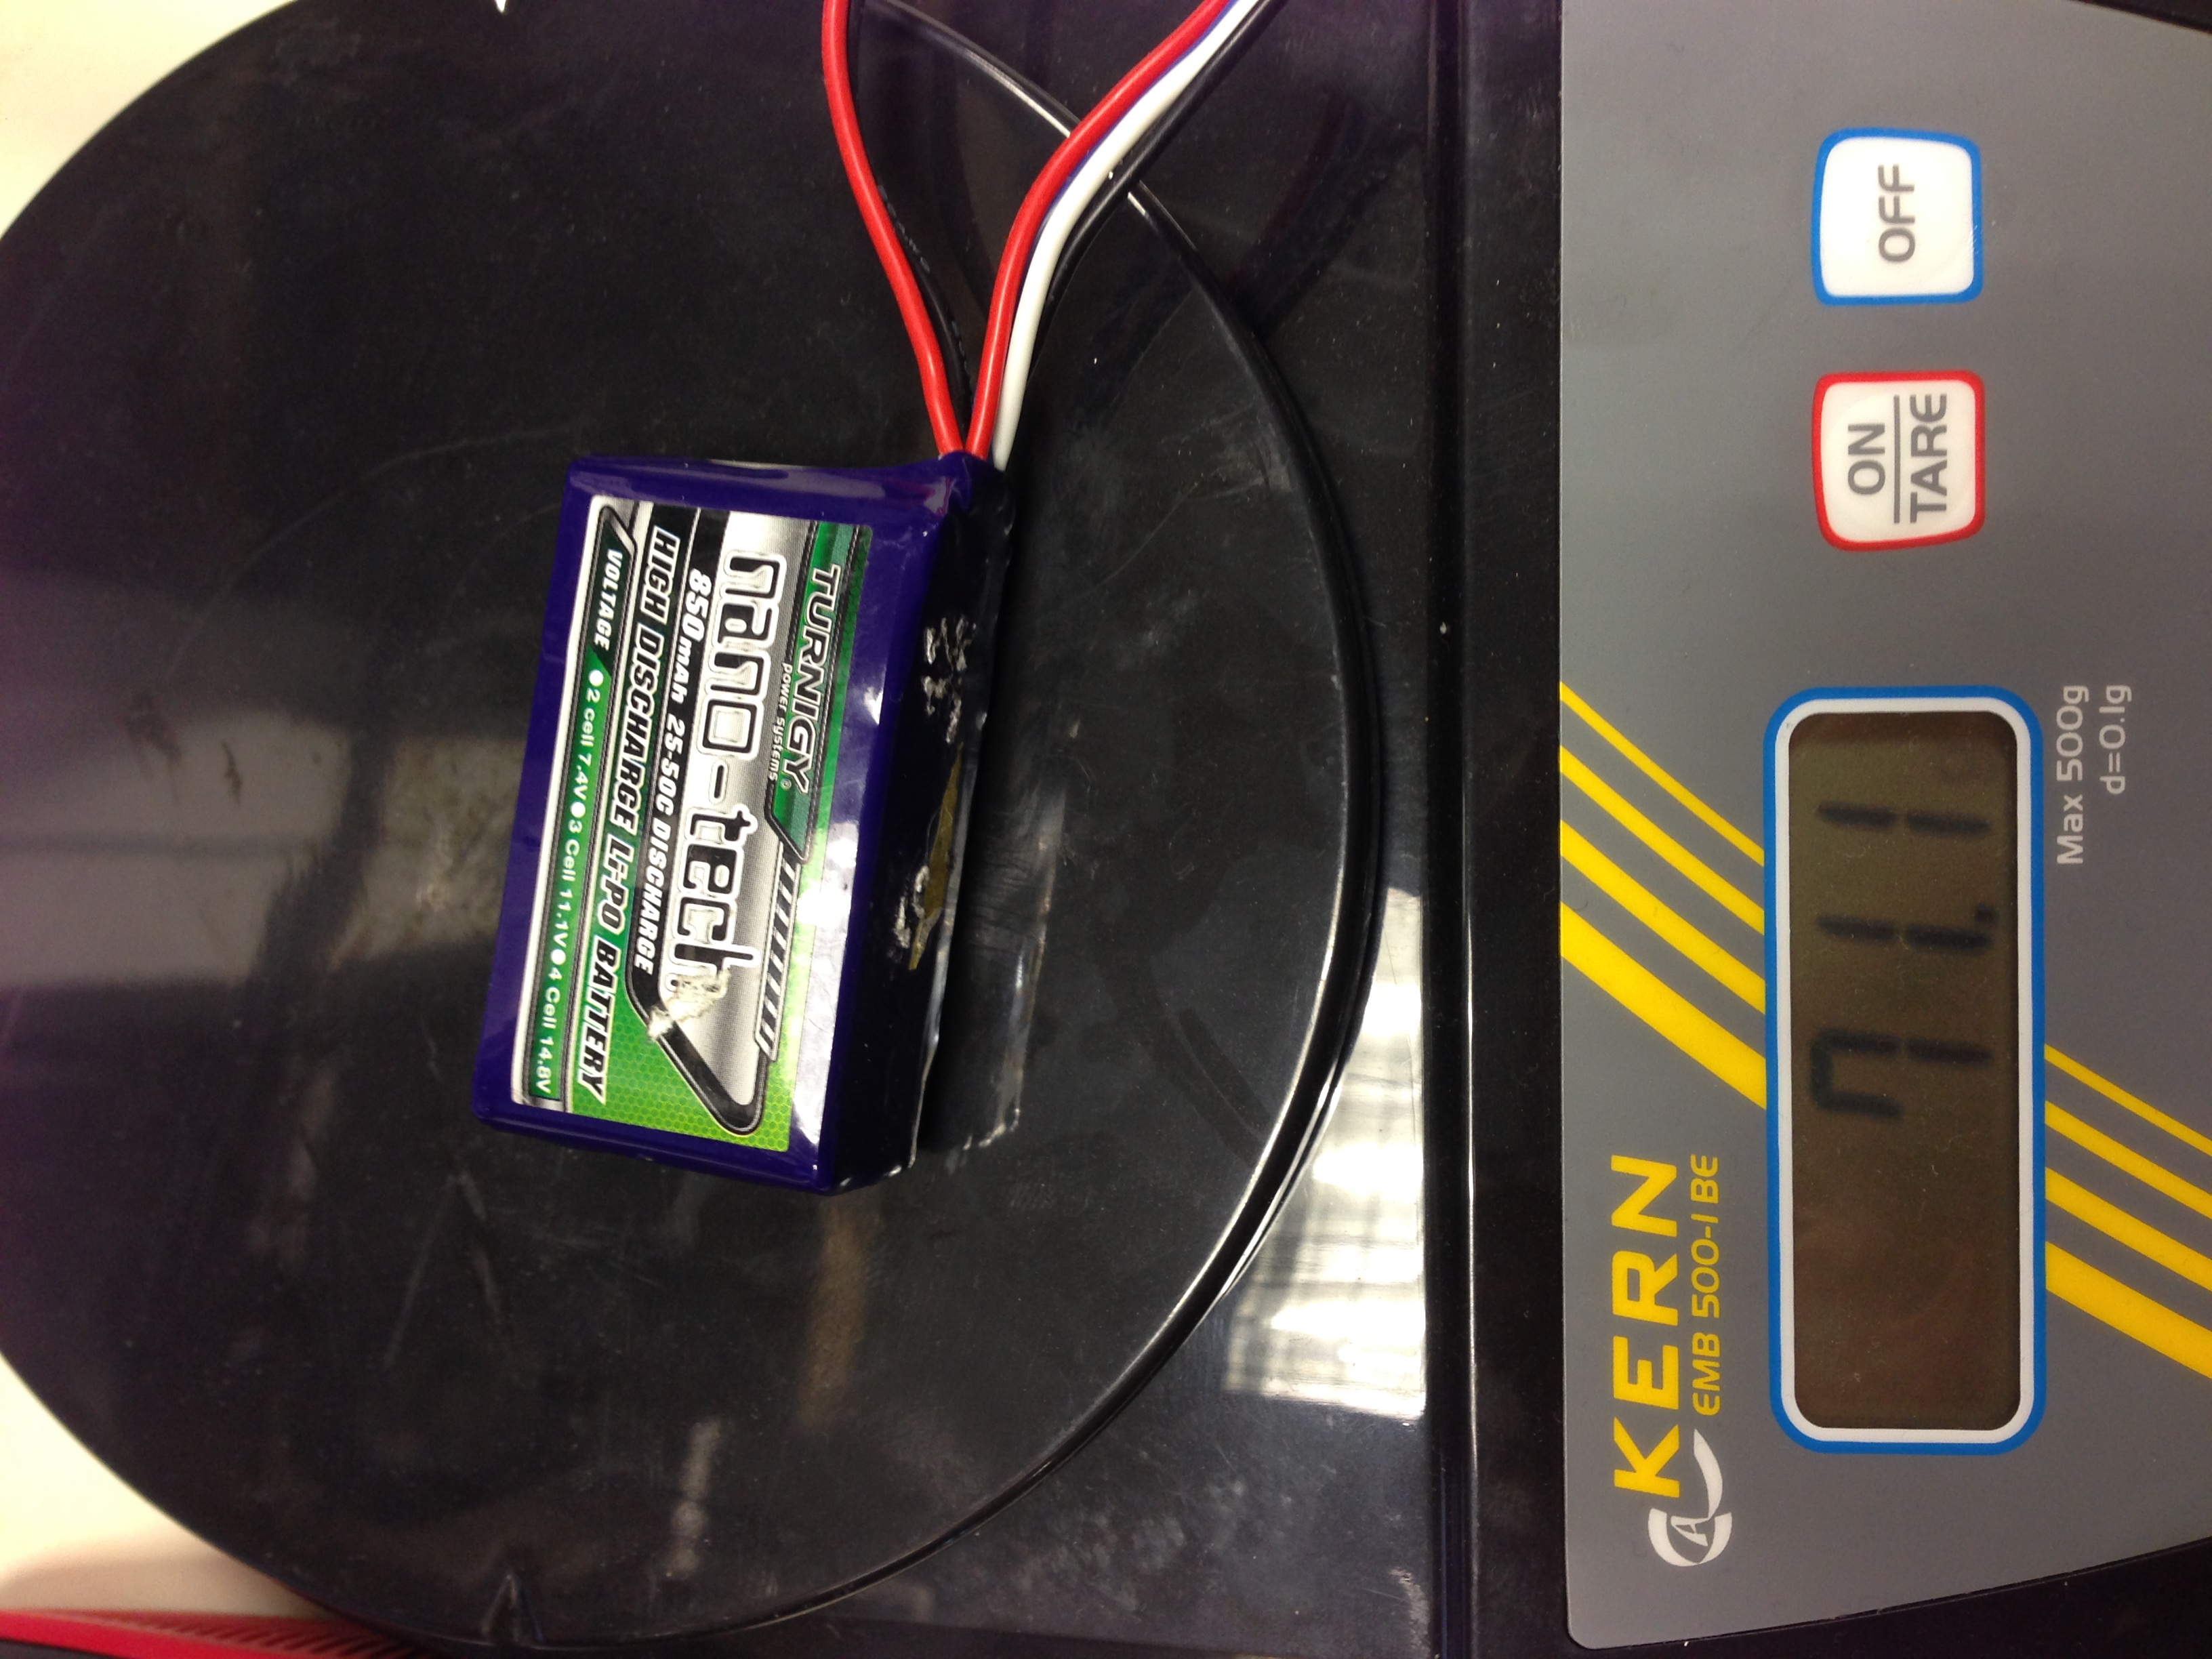 TURNIGY®
power systems
nano-tech
850mAh 25-50C DISCHARGE
HIGH DISCHARGE Li-PO BATTERY
VOLTAGE ●2 cell 7.4V●3 Cell 11.1V●4 Cell 14.8V
KERN
EMB 500-1 BE
71.1
ON
TARE
OFF
Max 500g
d=0.1g